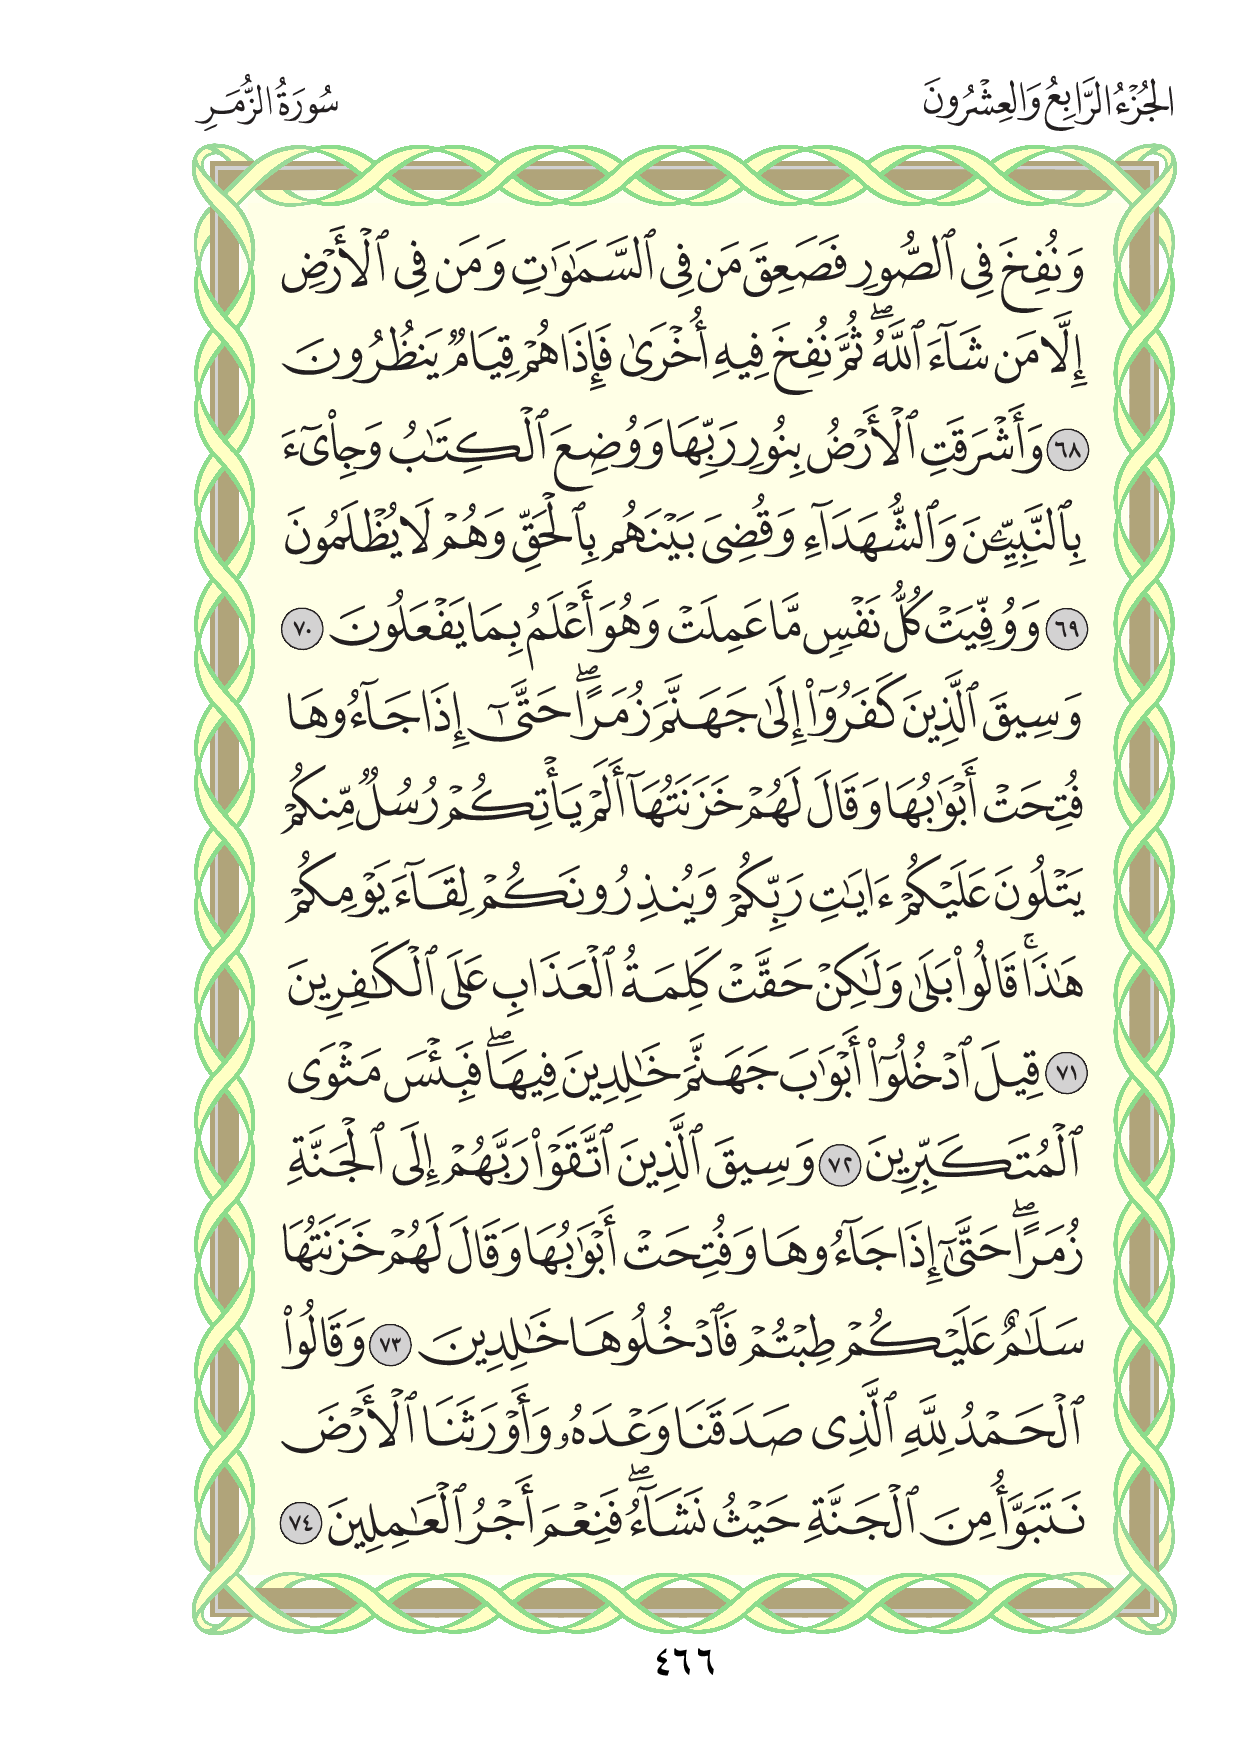 الجُزْءُ الرَّابِعُ وَالعِشْرُونَ
سُورَةُ الزُّمَرِ
وَنُفِخَ فِى ٱلصُّورِ فَصَعِقَ مَن فِى ٱلسَّمَٰوَٰتِ وَمَن فِى ٱلْأَرْضِ
إِلَّا مَن شَآءَ ٱللَّهُ ۖ ثُمَّ نُفِخَ فِيهِ أُخْرَىٰ فَإِذَا هُمْ قِيَامٌ يَنظُرُونَ
٦٨ وَأَشْرَقَتِ ٱلْأَرْضُ بِنُورِ رَبِّهَا وَوُضِعَ ٱلْكِتَٰبُ وَجِا۟ىٓءَ
بِٱلنَّبِيِّـۧنَ وَٱلشُّهَدَآءِ وَقُضِىَ بَيْنَهُم بِٱلْحَقِّ وَهُمْ لَا يُظْلَمُونَ
٦٩ وَوُفِّيَتْ كُلُّ نَفْسٍ مَّا عَمِلَتْ وَهُوَ أَعْلَمُ بِمَا يَفْعَلُونَ ٧٠
وَسِيقَ ٱلَّذِينَ كَفَرُوٓا۟ إِلَىٰ جَهَنَّمَ زُمَرًا ۖ حَتَّىٰٓ إِذَا جَآءُوهَا
فُتِحَتْ أَبْوَٰبُهَا وَقَالَ لَهُمْ خَزَنَتُهَآ أَلَمْ يَأْتِكُمْ رُسُلٌ مِّنكُمْ
يَتْلُونَ عَلَيْكُمْ ءَايَٰتِ رَبِّكُمْ وَيُنذِرُونَكُمْ لِقَآءَ يَوْمِكُمْ
هَٰذَا ۚ قَالُوا۟ بَلَىٰ وَلَٰكِنْ حَقَّتْ كَلِمَةُ ٱلْعَذَابِ عَلَى ٱلْكَٰفِرِينَ
٧١ قِيلَ ٱدْخُلُوٓا۟ أَبْوَٰبَ جَهَنَّمَ خَٰلِدِينَ فِيهَا ۖ فَبِئْسَ مَثْوَى
ٱلْمُتَكَبِّرِينَ ٧٢ وَسِيقَ ٱلَّذِينَ ٱتَّقَوْا۟ رَبَّهُمْ إِلَى ٱلْجَنَّةِ
زُمَرًا ۖ حَتَّىٰٓ إِذَا جَآءُوهَا وَفُتِحَتْ أَبْوَٰبُهَا وَقَالَ لَهُمْ خَزَنَتُهَا
سَلَٰمٌ عَلَيْكُمْ طِبْتُمْ فَٱدْخُلُوهَا خَٰلِدِينَ ٧٣ وَقَالُوا۟
ٱلْحَمْدُ لِلَّهِ ٱلَّذِى صَدَقَنَا وَعْدَهُۥ وَأَوْرَثَنَا ٱلْأَرْضَ
نَتَبَوَّأُ مِنَ ٱلْجَنَّةِ حَيْثُ نَشَآءُ ۖ فَنِعْمَ أَجْرُ ٱلْعَٰمِلِينَ ٧٤
٤٦٦